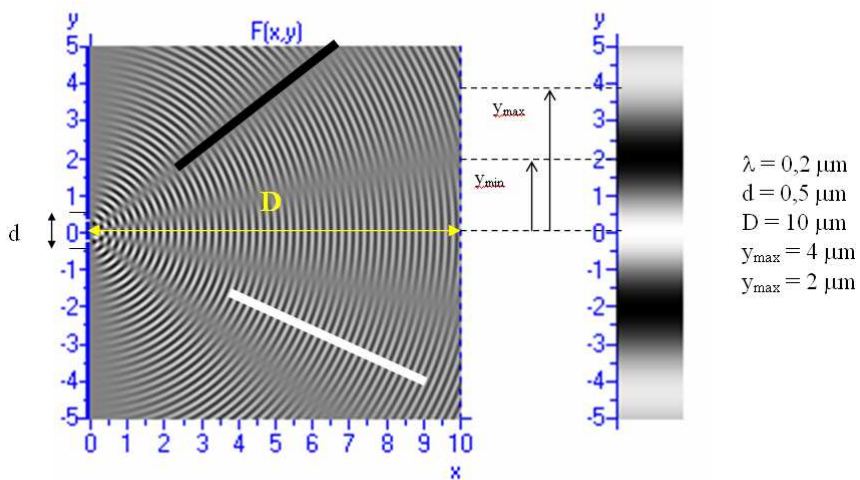 y
F(x,y)
5
4
3
2
1
0
-1
-2
-3
-4
-5
0 1 2 3 4 5 6 7 8 9 10
x
d
D
ymax
ymin
y
5
4
3
2
1
0
-1
-2
-3
-4
-5
λ = 0,2 μm
d = 0,5 μm
D = 10 μm
ymax = 4 μm
ymax = 2 μm